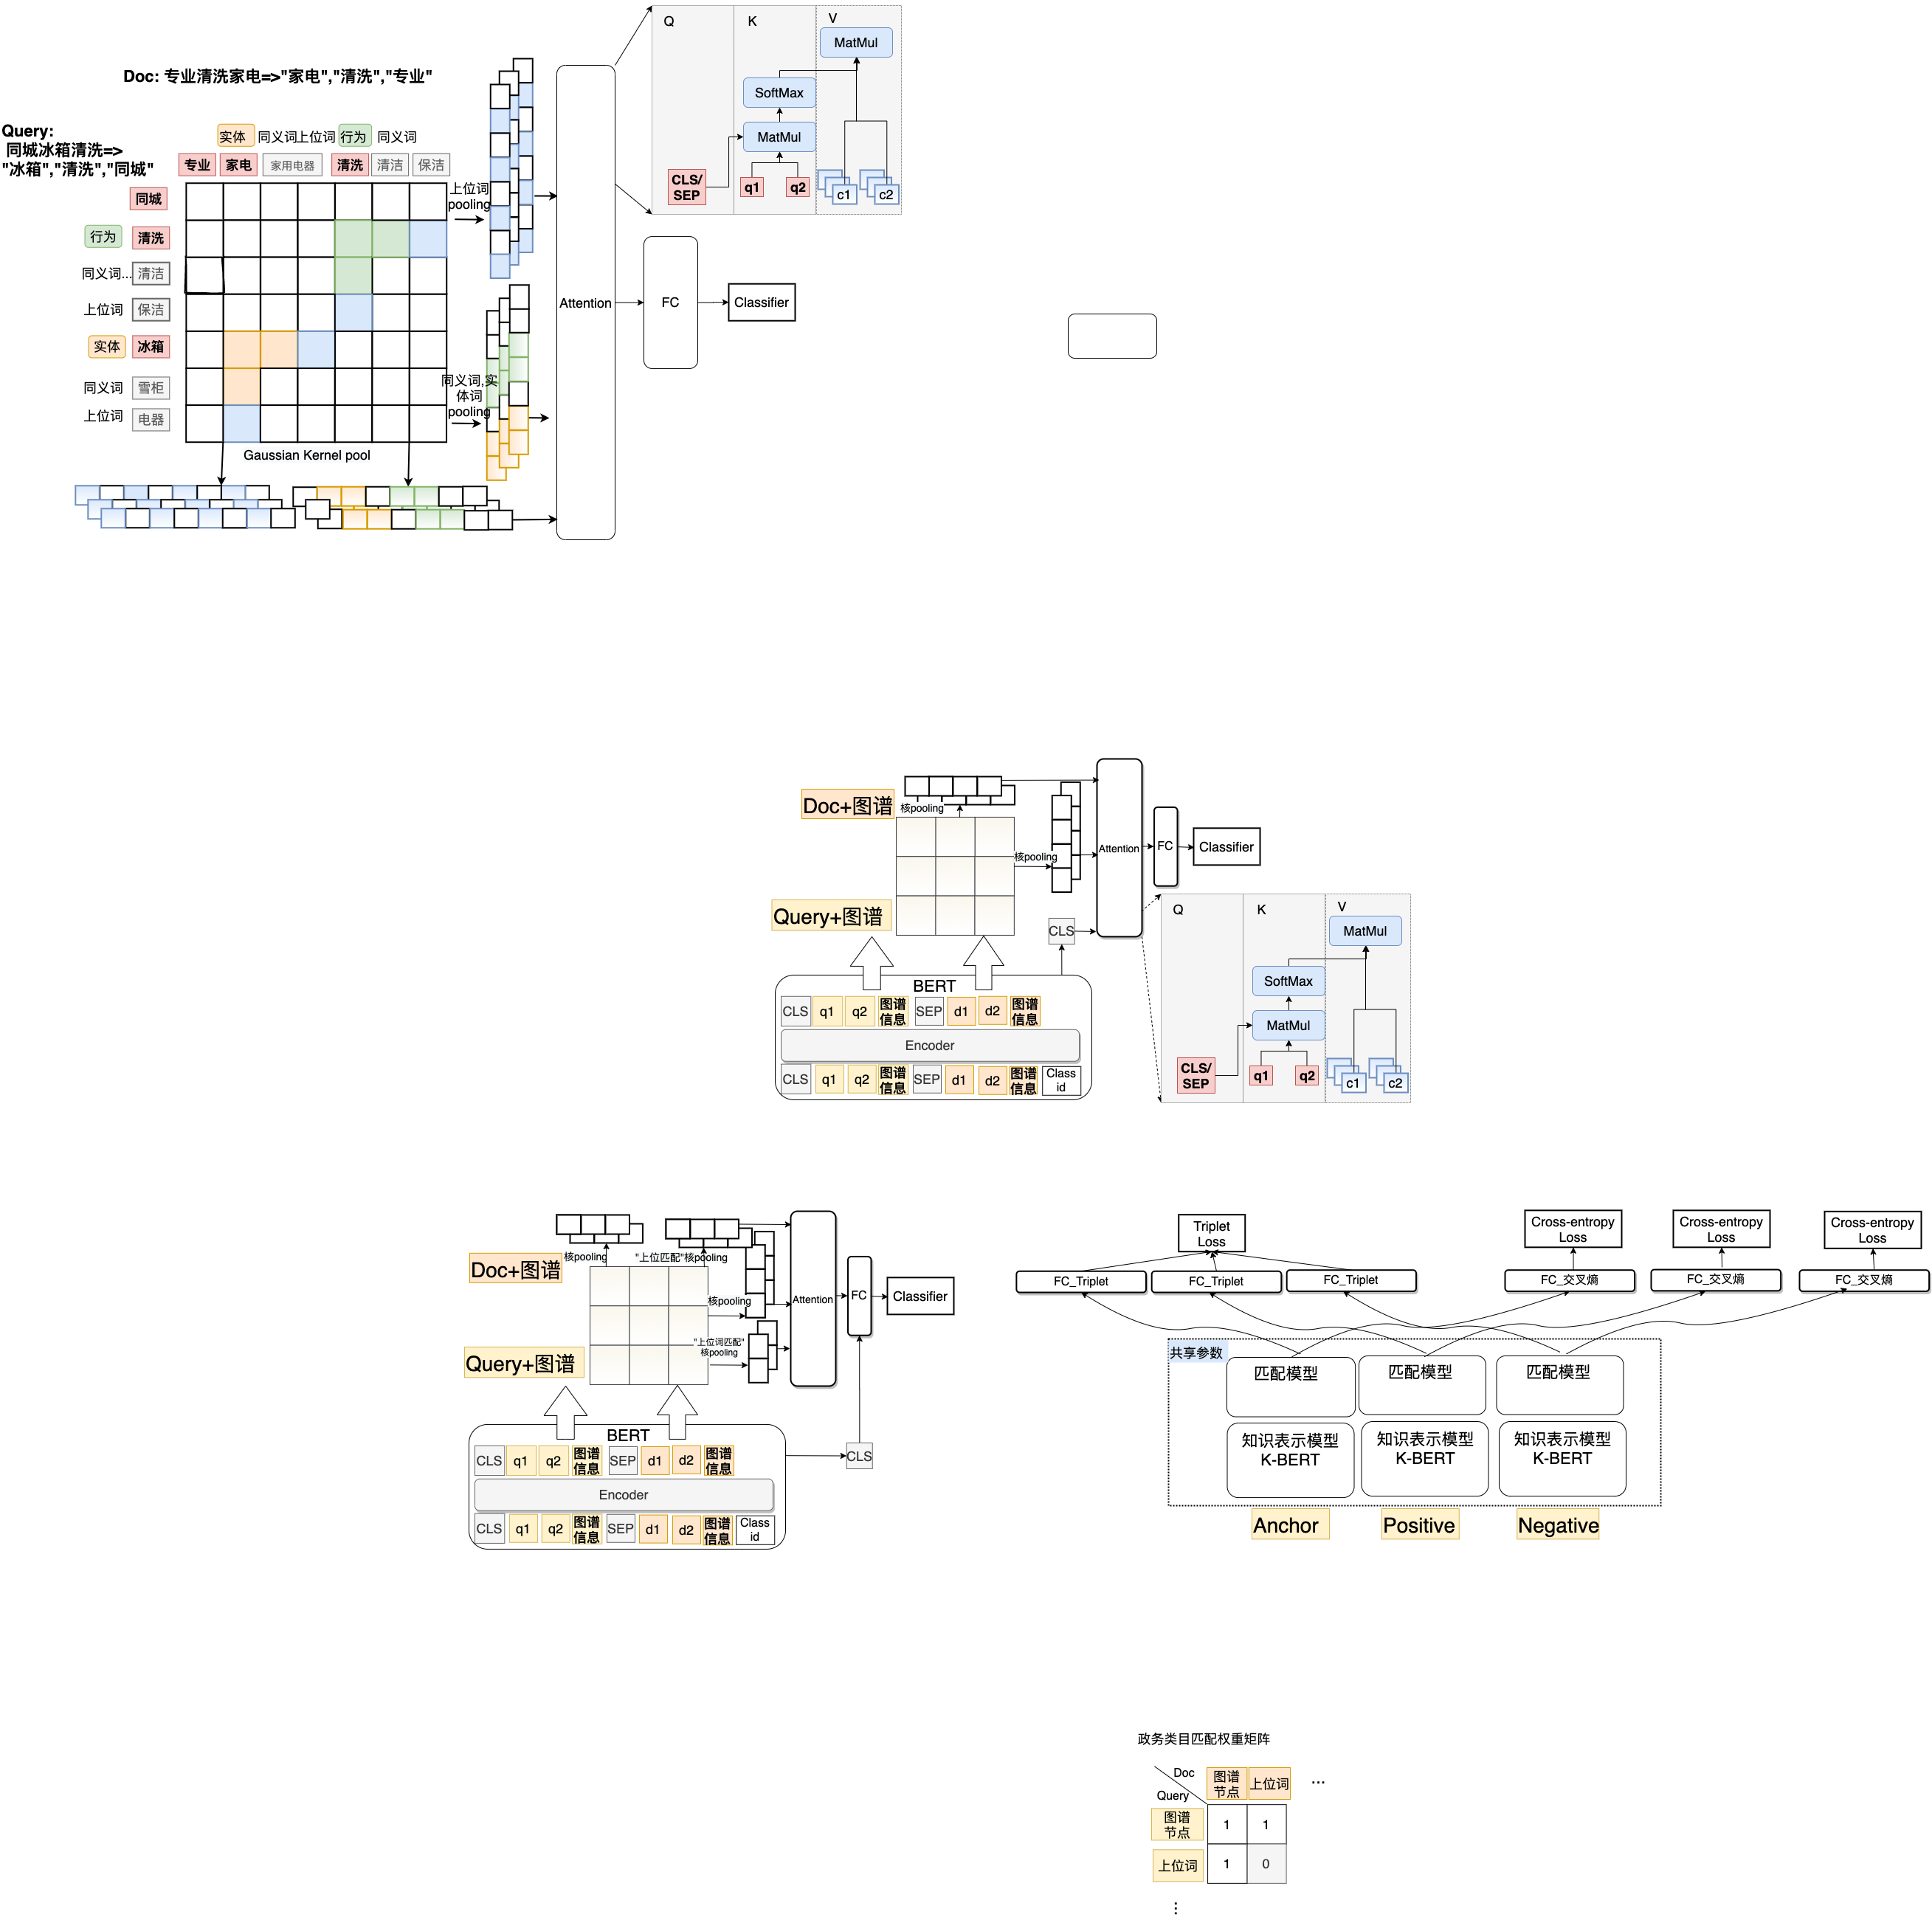 Doc: 专业清洗家电=>"家电","清洗","专业"
Query:
同城冰箱清洗=>
"冰箱","清洗","同城"
实体
同义词上位词
行为
同义词
专业
家电
家用电器
清洗
清洁
保洁
同城
行为
清洗
同义词...
清洁
上位词
保洁
实体
冰箱
同义词
雪柜
上位词
电器
上位词
pooling
同义词,实
体词
pooling
Gaussian Kernel pool
Attention
FC
Classifier
Q
K
V
MatMul
SoftMax
MatMul
CLS/
SEP
q1
q2
c1
c2
Doc+图谱
核pooling
核pooling
Query+图谱
Attention
FC
Classifier
CLS
BERT
CLS
q1
q2
图谱
信息
SEP
d1
d2
图谱
信息
Encoder
CLS
q1
q2
图谱
信息
SEP
d1
d2
图谱
信息
Class
id
Q
K
V
MatMul
SoftMax
MatMul
CLS/
SEP
q1
q2
c1
c2
Doc+图谱
核pooling
"上位匹配"核pooling
核pooling
"上位词匹配"
核pooling
Query+图谱
Attention
FC
Classifier
BERT
CLS
q1
q2
图谱
信息
SEP
d1
d2
图谱
信息
CLS
Encoder
CLS
q1
q2
图谱
信息
SEP
d1
d2
图谱
信息
Class
id
Triplet
Loss
Cross-entropy
Loss
Cross-entropy
Loss
Cross-entropy
Loss
FC_Triplet
FC_Triplet
FC_Triplet
FC_交叉熵
FC_交叉熵
FC_交叉熵
共享参数
匹配模型
匹配模型
匹配模型
知识表示模型
K-BERT
知识表示模型
K-BERT
知识表示模型
K-BERT
Anchor
Positive
Negative
政务类目匹配权重矩阵
Doc
Query
图谱
节点
上位词
...
图谱
节点
1
1
上位词
1
0
...